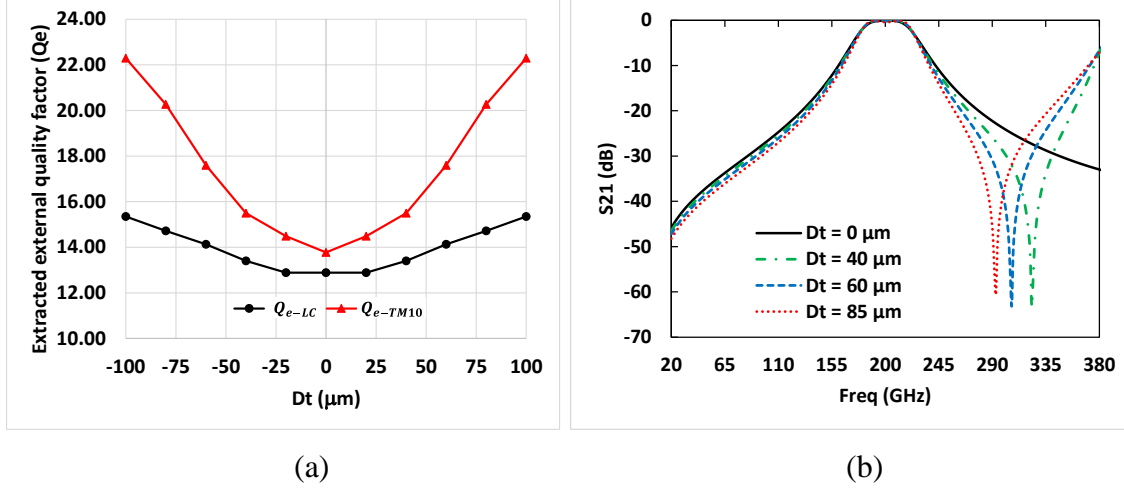 Extracted external quality factor (Qe)
24.00
22.00
20.00
18.00
16.00
14.00
12.00
10.00
Q_{e-LC} Q_{e-TM10}
-100 -75 -50 -25 0 25 50 75 100
Dt (μm)
(a)
S21 (dB)
0
-10
-20
-30
-40
-50
-60
-70
Dt = 0 μm
Dt = 40 μm
Dt = 60 μm
Dt = 85 μm
20 65 110 155 200 245 290 335 380
Freq (GHz)
(b)